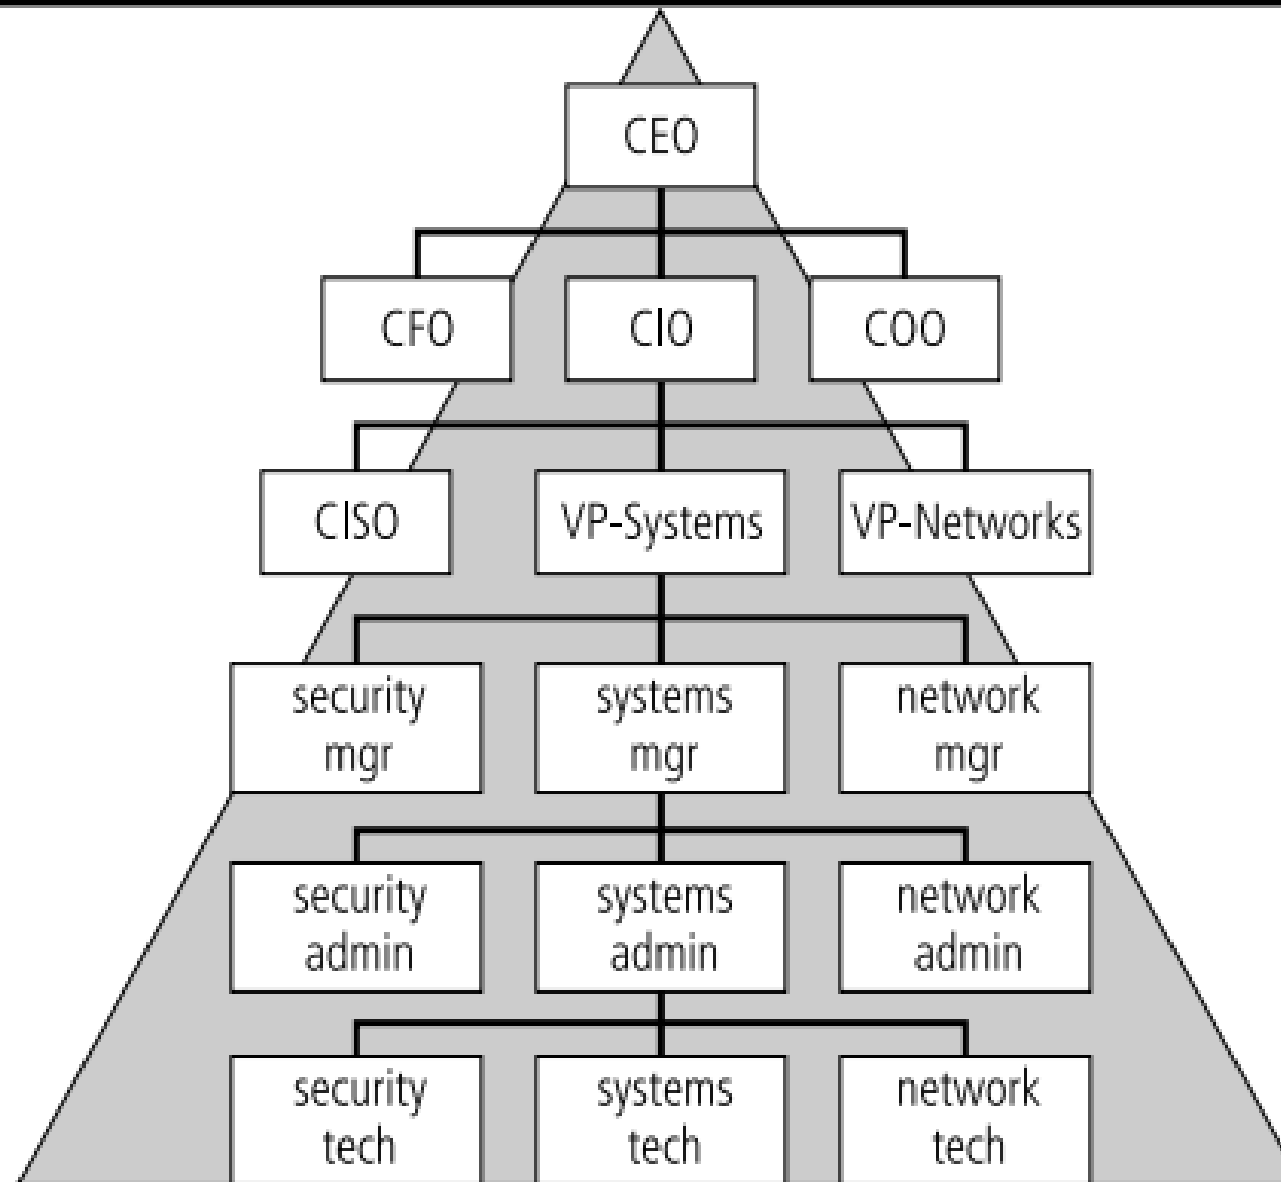 CEO
CFO
CIO
COO
CISO
VP-Systems
VP-Networks
security
mgr
systems
mgr
network
mgr
security
admin
systems
admin
network
admin
security
tech
systems
tech
network
tech